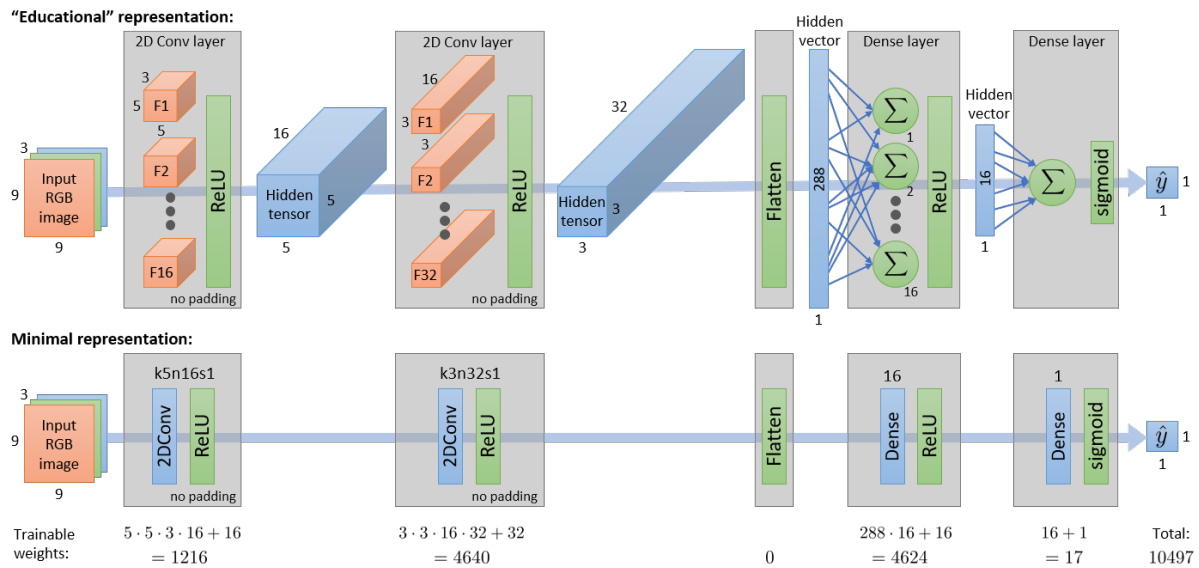 “Educational” representation:
2D Conv layer
3
5
F1
5
F2
F16
ReLU
no padding
3
9
Input
RGB
image
9
16
Hidden
tensor
5
5
2D Conv layer
16
3
F1
3
F2
F32
ReLU
no padding
32
Hidden
tensor
3
3
Flatten
Hidden
vector
288
1
Dense layer
∑
1
∑
2
∑
16
ReLU
Hidden
vector
16
1
Dense layer
∑
sigmoid
ŷ
1
1
Minimal representation:
3
9
Input
RGB
image
9
k5n16s1
2DConv
ReLU
no padding
k3n32s1
2DConv
ReLU
no padding
Flatten
16
Dense
ReLU
1
Dense
sigmoid
ŷ
1
1
Trainable
weights:
5 · 5 · 3 · 16 + 16
= 1216
3 · 3 · 16 · 32 + 32
= 4640
0
288 · 16 + 16
= 4624
16 + 1
= 17
Total:
10497